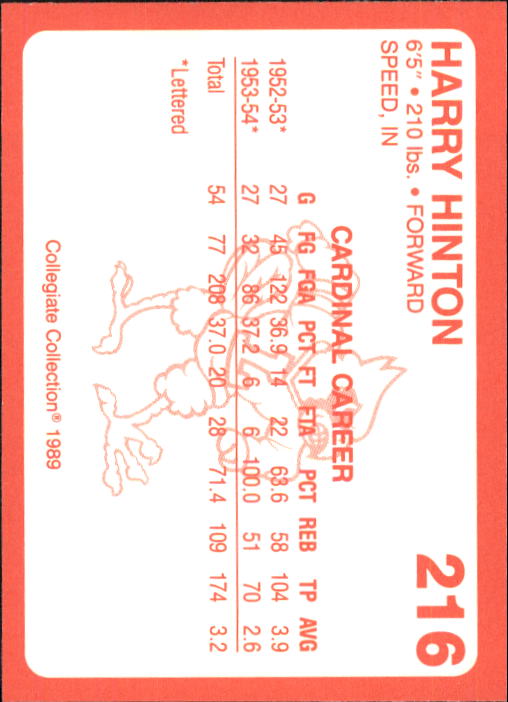 HARRY HINTON 216
6'5" • 210 lbs. • FORWARD
SPEED, IN
CARDINAL CAREER
G FG FGA PCT FT FTA PCT REB TP AVG
1952-53* 27 45 122 36.9 14 22 63.6 58 104 3.9
1953-54* 27 32 86 37.2 6 6 100.0 51 70 2.6
Total 54 77 208 37.0 20 28 71.4 109 174 3.2
*Lettered
Collegiate Collection® 1989